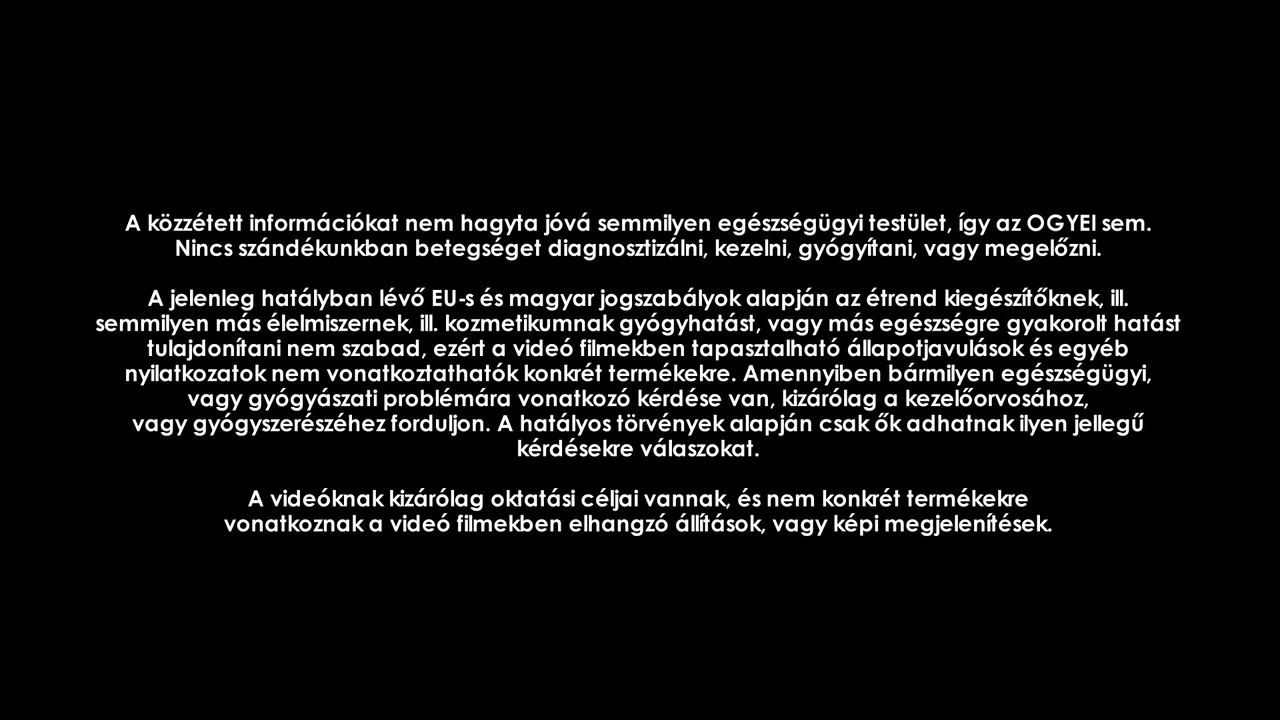 A közzétett információkat nem hagyta jóvá semmilyen egészségügyi testület, így az OGYEI sem.
Nincs szándékunkban betegséget diagnosztizálni, kezelni, gyógyítani, vagy megelőzni.
A jelenleg hatályban lévő EU-s és magyar jogszabályok alapján az étrend kiegészítőknek, ill.
semmilyen más élelmiszernek, ill. kozmetikumnak gyógyhatást, vagy más egészségre gyakorolt hatást
tulajdonítani nem szabad, ezért a videó filmekben tapasztalható állapotjavulások és egyéb
nyilatkozatok nem vonatkoztathatók konkrét termékekre. Amennyiben bármilyen egészségügyi,
vagy gyógyászati problémára vonatkozó kérdése van, kizárólag a kezelőorvosához,
vagy gyógyszerészéhez forduljon. A hatályos törvények alapján csak ők adhatnak ilyen jellegű
kérdésekre válaszokat.
A videóknak kizárólag oktatási céljai vannak, és nem konkrét termékekre
vonatkoznak a videó filmekben elhangzó állítások, vagy képi megjelenítések.